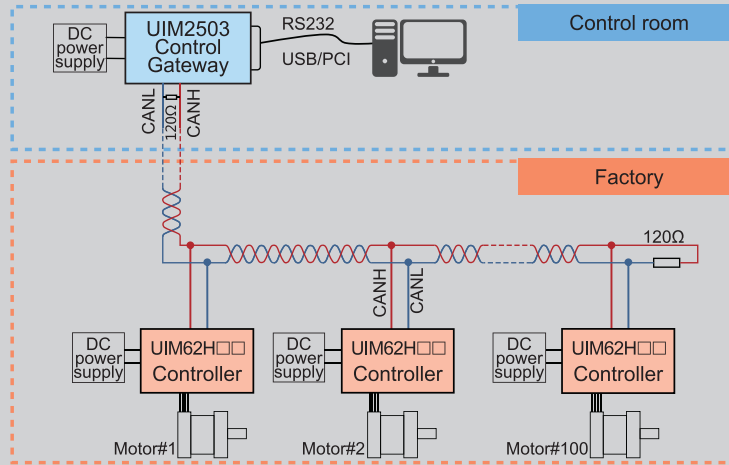 Control room
DC
power
supply
UIM2503
Control
Gateway
RS232
USB/PCI
CANL
120Ω
CANH
Factory
120Ω
CANH
CANL
DC
power
supply
UIM62H□□
Controller
Motor#1
DC
power
supply
UIM62H□□
Controller
Motor#2
DC
power
supply
UIM62H□□
Controller
Motor#100